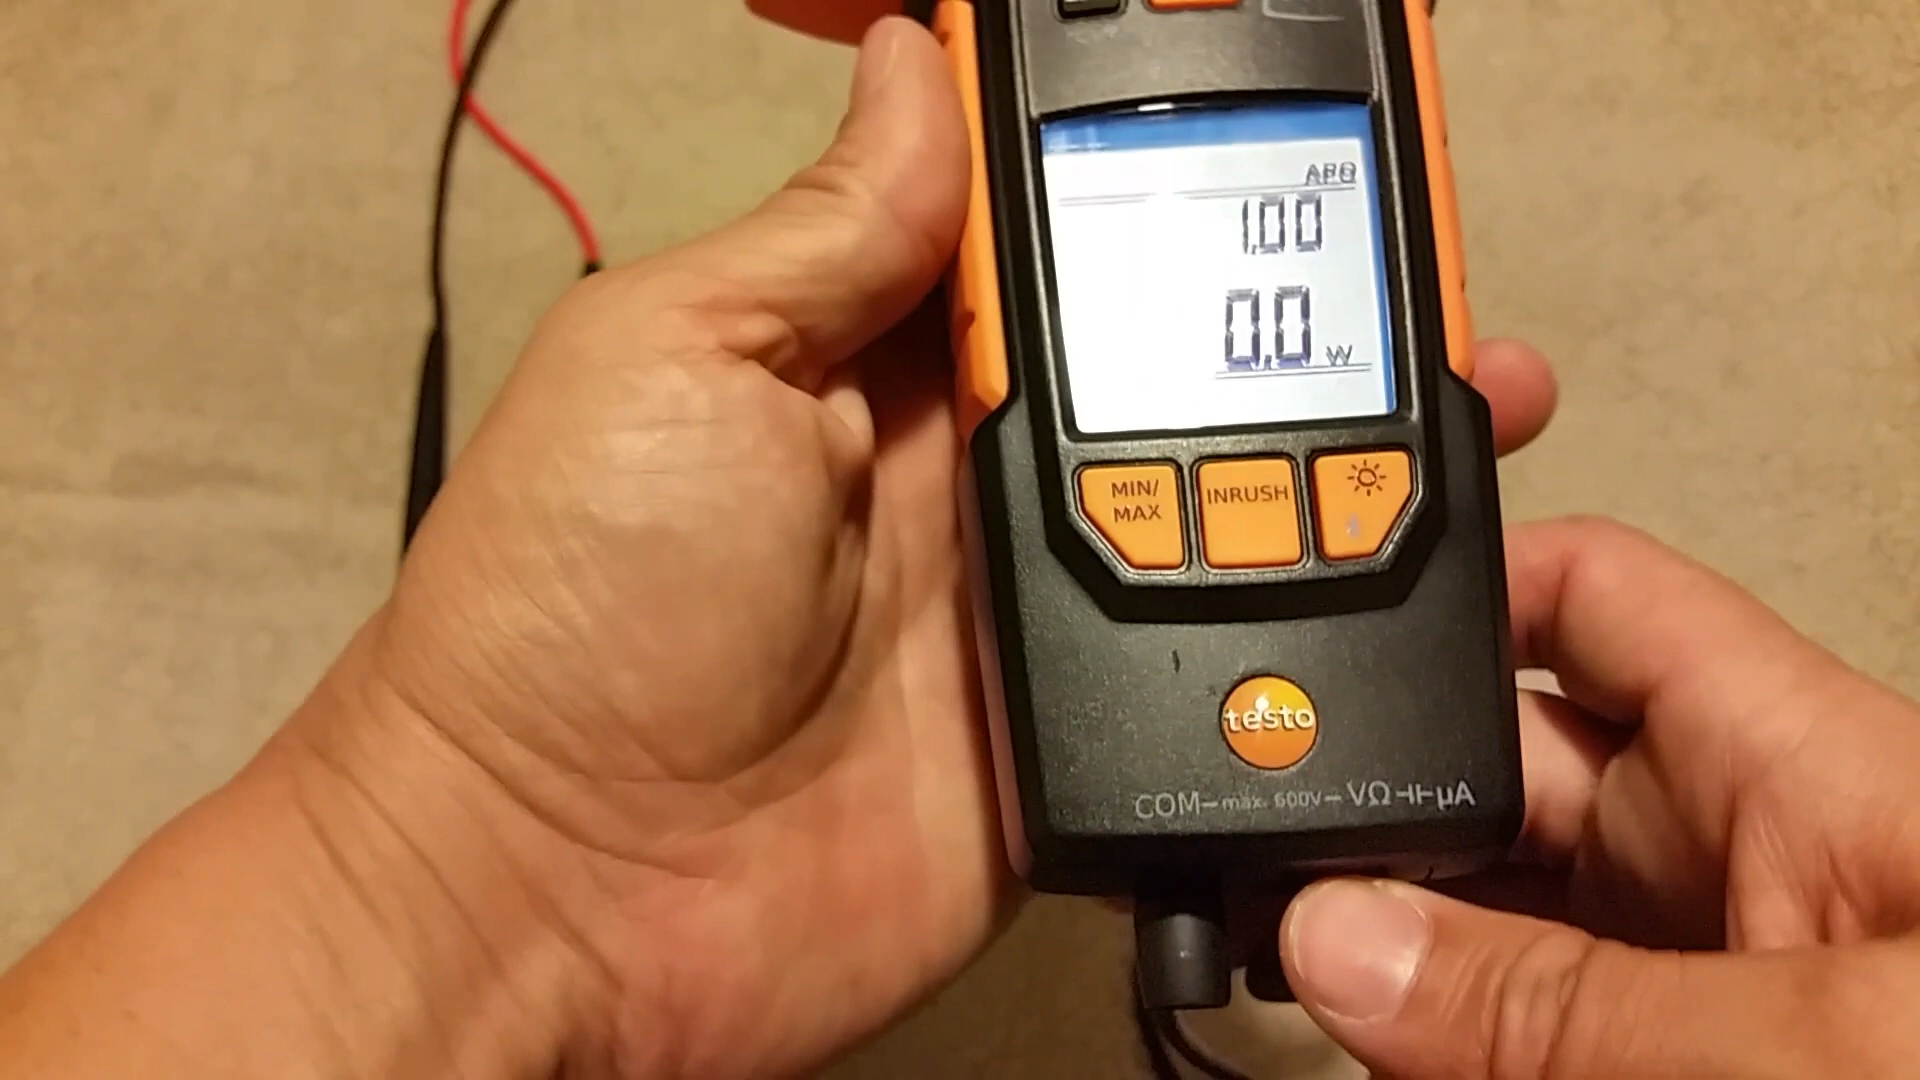 APO
1.00
0.0 W
MIN/
MAX
INRUSH
testo
COM max. 600V VΩ⊣⊢µA